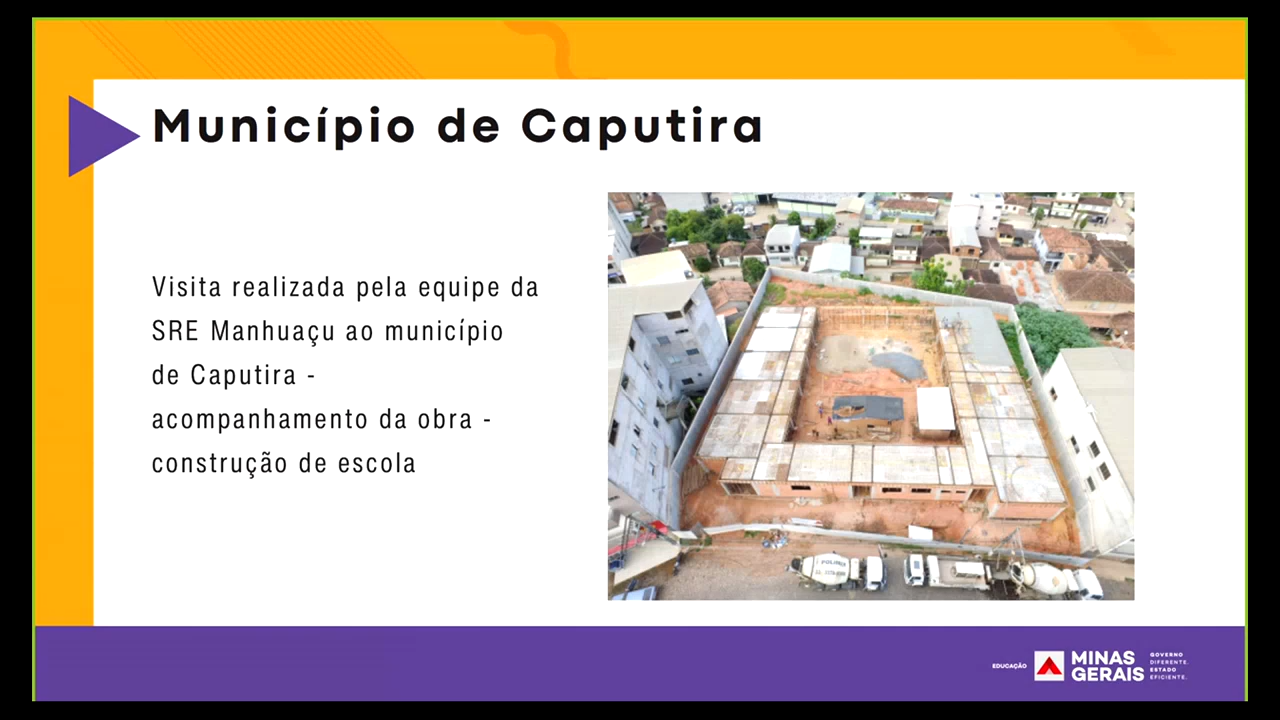 Município de Caputira
Visita realizada pela equipe da
SRE Manhuaçu ao município
de Caputira -
acompanhamento da obra -
construção de escola
EDUCAÇÃO
MINAS
GERAIS
GOVERNO
DIFERENTE.
ESTADO
EFICIENTE.